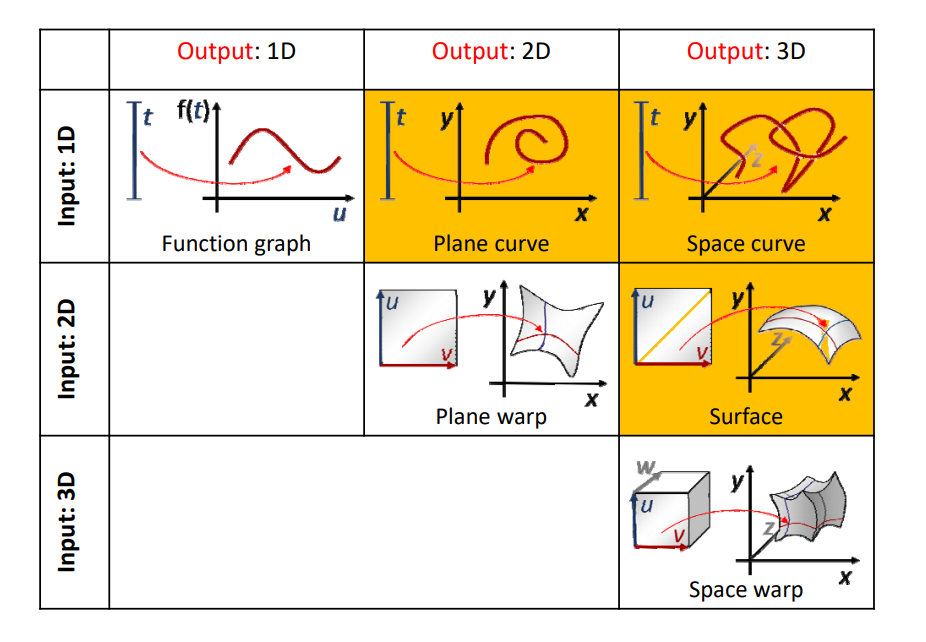 Output: 1D
Output: 2D
Output: 3D
Input: 1D
t
f(t)
u
Function graph
t
y
x
Plane curve
t
y
z
x
Space curve
Input: 2D
u
v
y
x
Plane warp
u
v
y
z
x
Surface
Input: 3D
w
u
v
y
z
x
Space warp